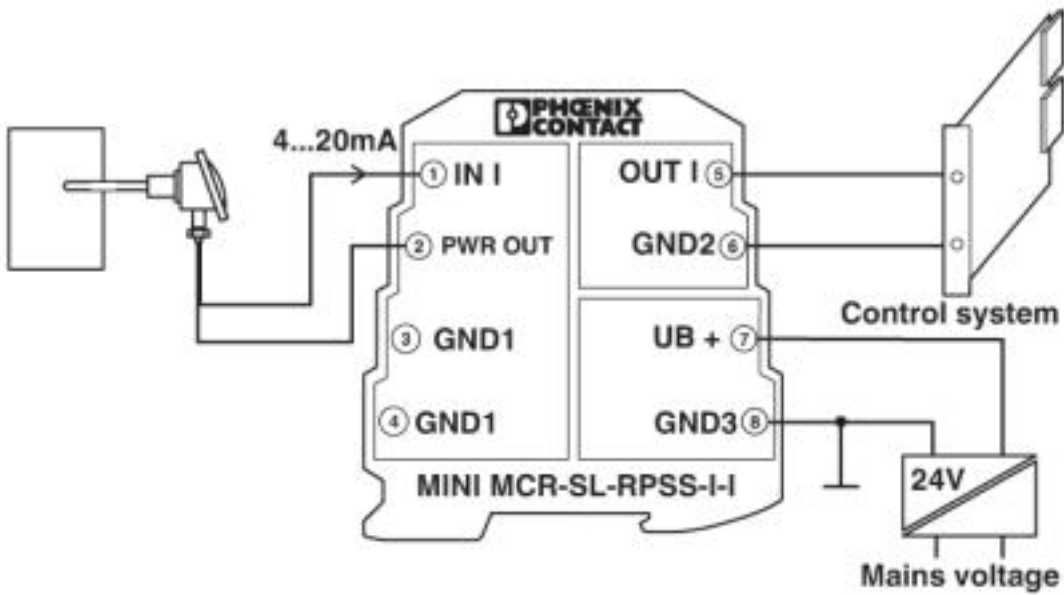 PHŒNIX
CONTACT
4...20mA
1 IN I
OUT I 5
2 PWR OUT
GND2 6
Control system
3 GND1
UB + 7
4 GND1
GND3 8
24V
MINI MCR-SL-RPSS-I-I
Mains voltage